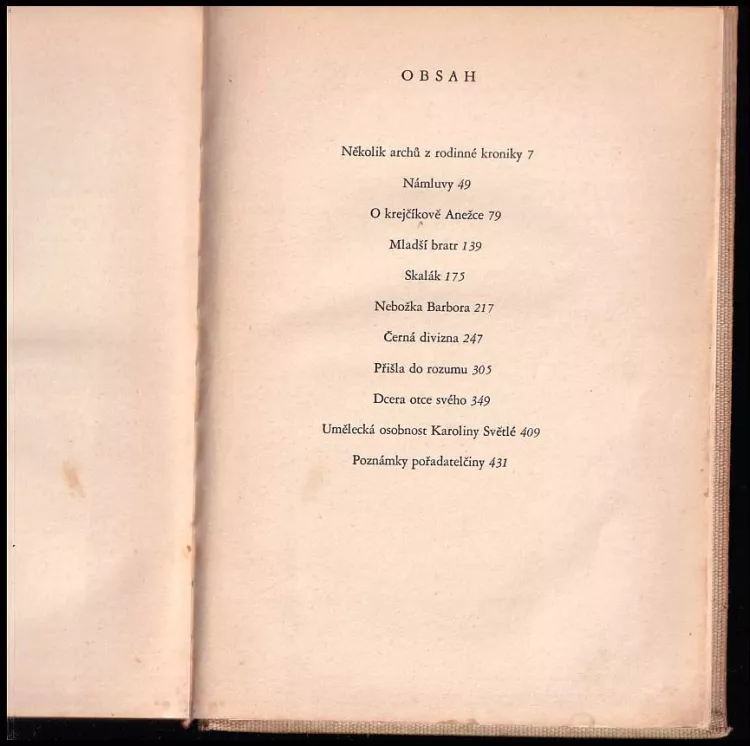 OBSAH
Několik archů z rodinné kroniky 7
Námluvy 49
O krejčíkově Anežce 79
Mladší bratr 139
Skalák 175
Nebožka Barbora 217
Černá divizna 247
Přišla do rozumu 305
Dcera otce svého 349
Umělecká osobnost Karoliny Světlé 409
Poznámky pořadatelčiny 431